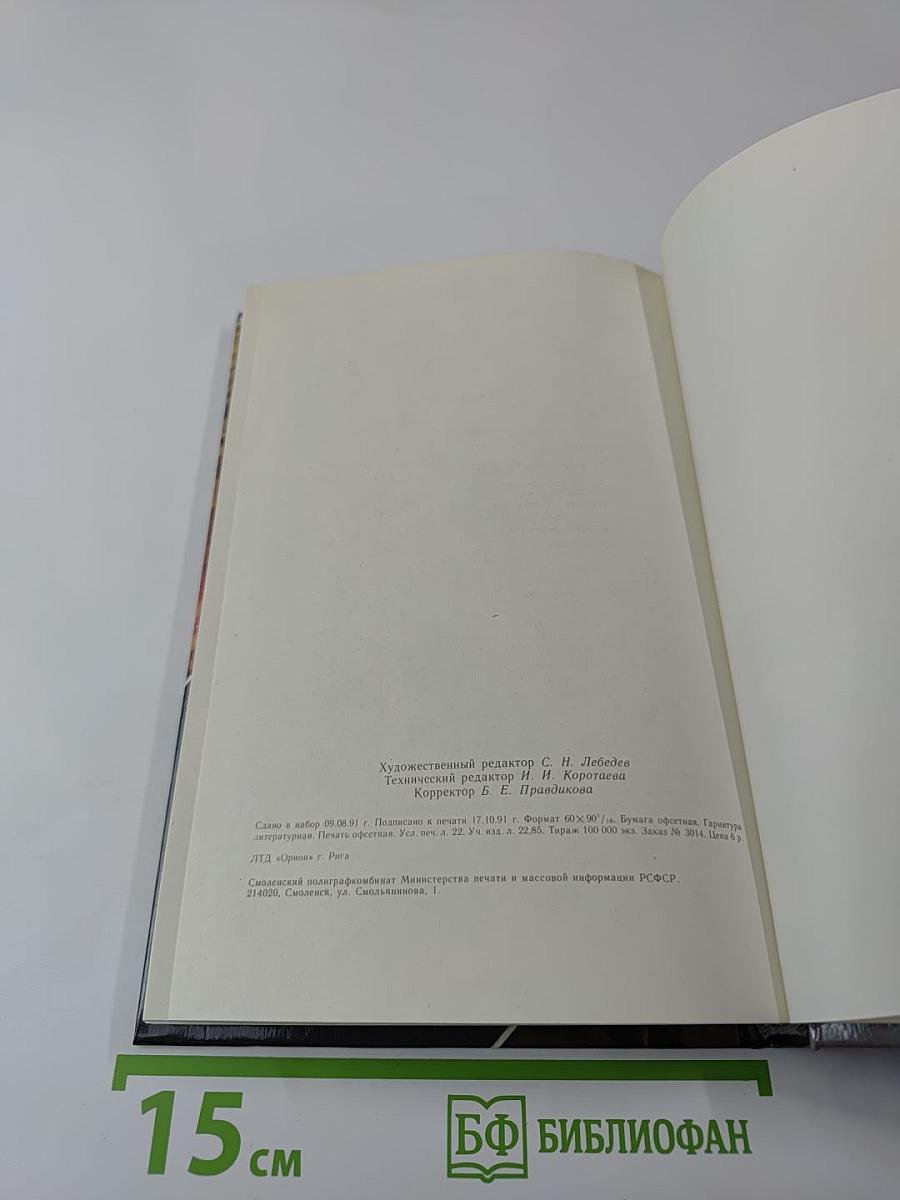 Художественный редактор С. Н. Лебедев
Технический редактор И. И. Коротаева
Корректор Б. Е. Правдикова
Сдано в набор 09.08.91 г. Подписано к печати 17.10.91 г. Формат 60×90¹/₁₆. Бумага офсетная. Гарнитура
литературная. Печать офсетная. Усл. печ. л. 22. Уч. изд. л. 22,85. Тираж 100 000 экз. Заказ № 3014. Цена 6 р.
ЛТД «Орион» г. Рига
Смоленский полиграфкомбинат Министерства печати и массовой информации РСФСР.
214020, Смоленск, ул. Смольянинова, 1.
15 см
БФ БИБЛИОФАН